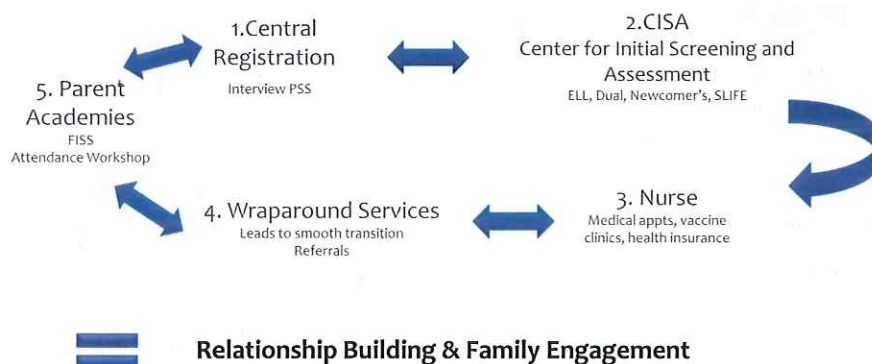 1.Central
Registration
Interview PSS
2.CISA
Center for Initial Screening and
Assessment
ELL, Dual, Newcomer's, SLIFE
3. Nurse
Medical appts, vaccine
clinics, health insurance
4. Wraparound Services
Leads to smooth transition
Referrals
5. Parent
Academies
FISS
Attendance Workshop
Relationship Building & Family Engagement